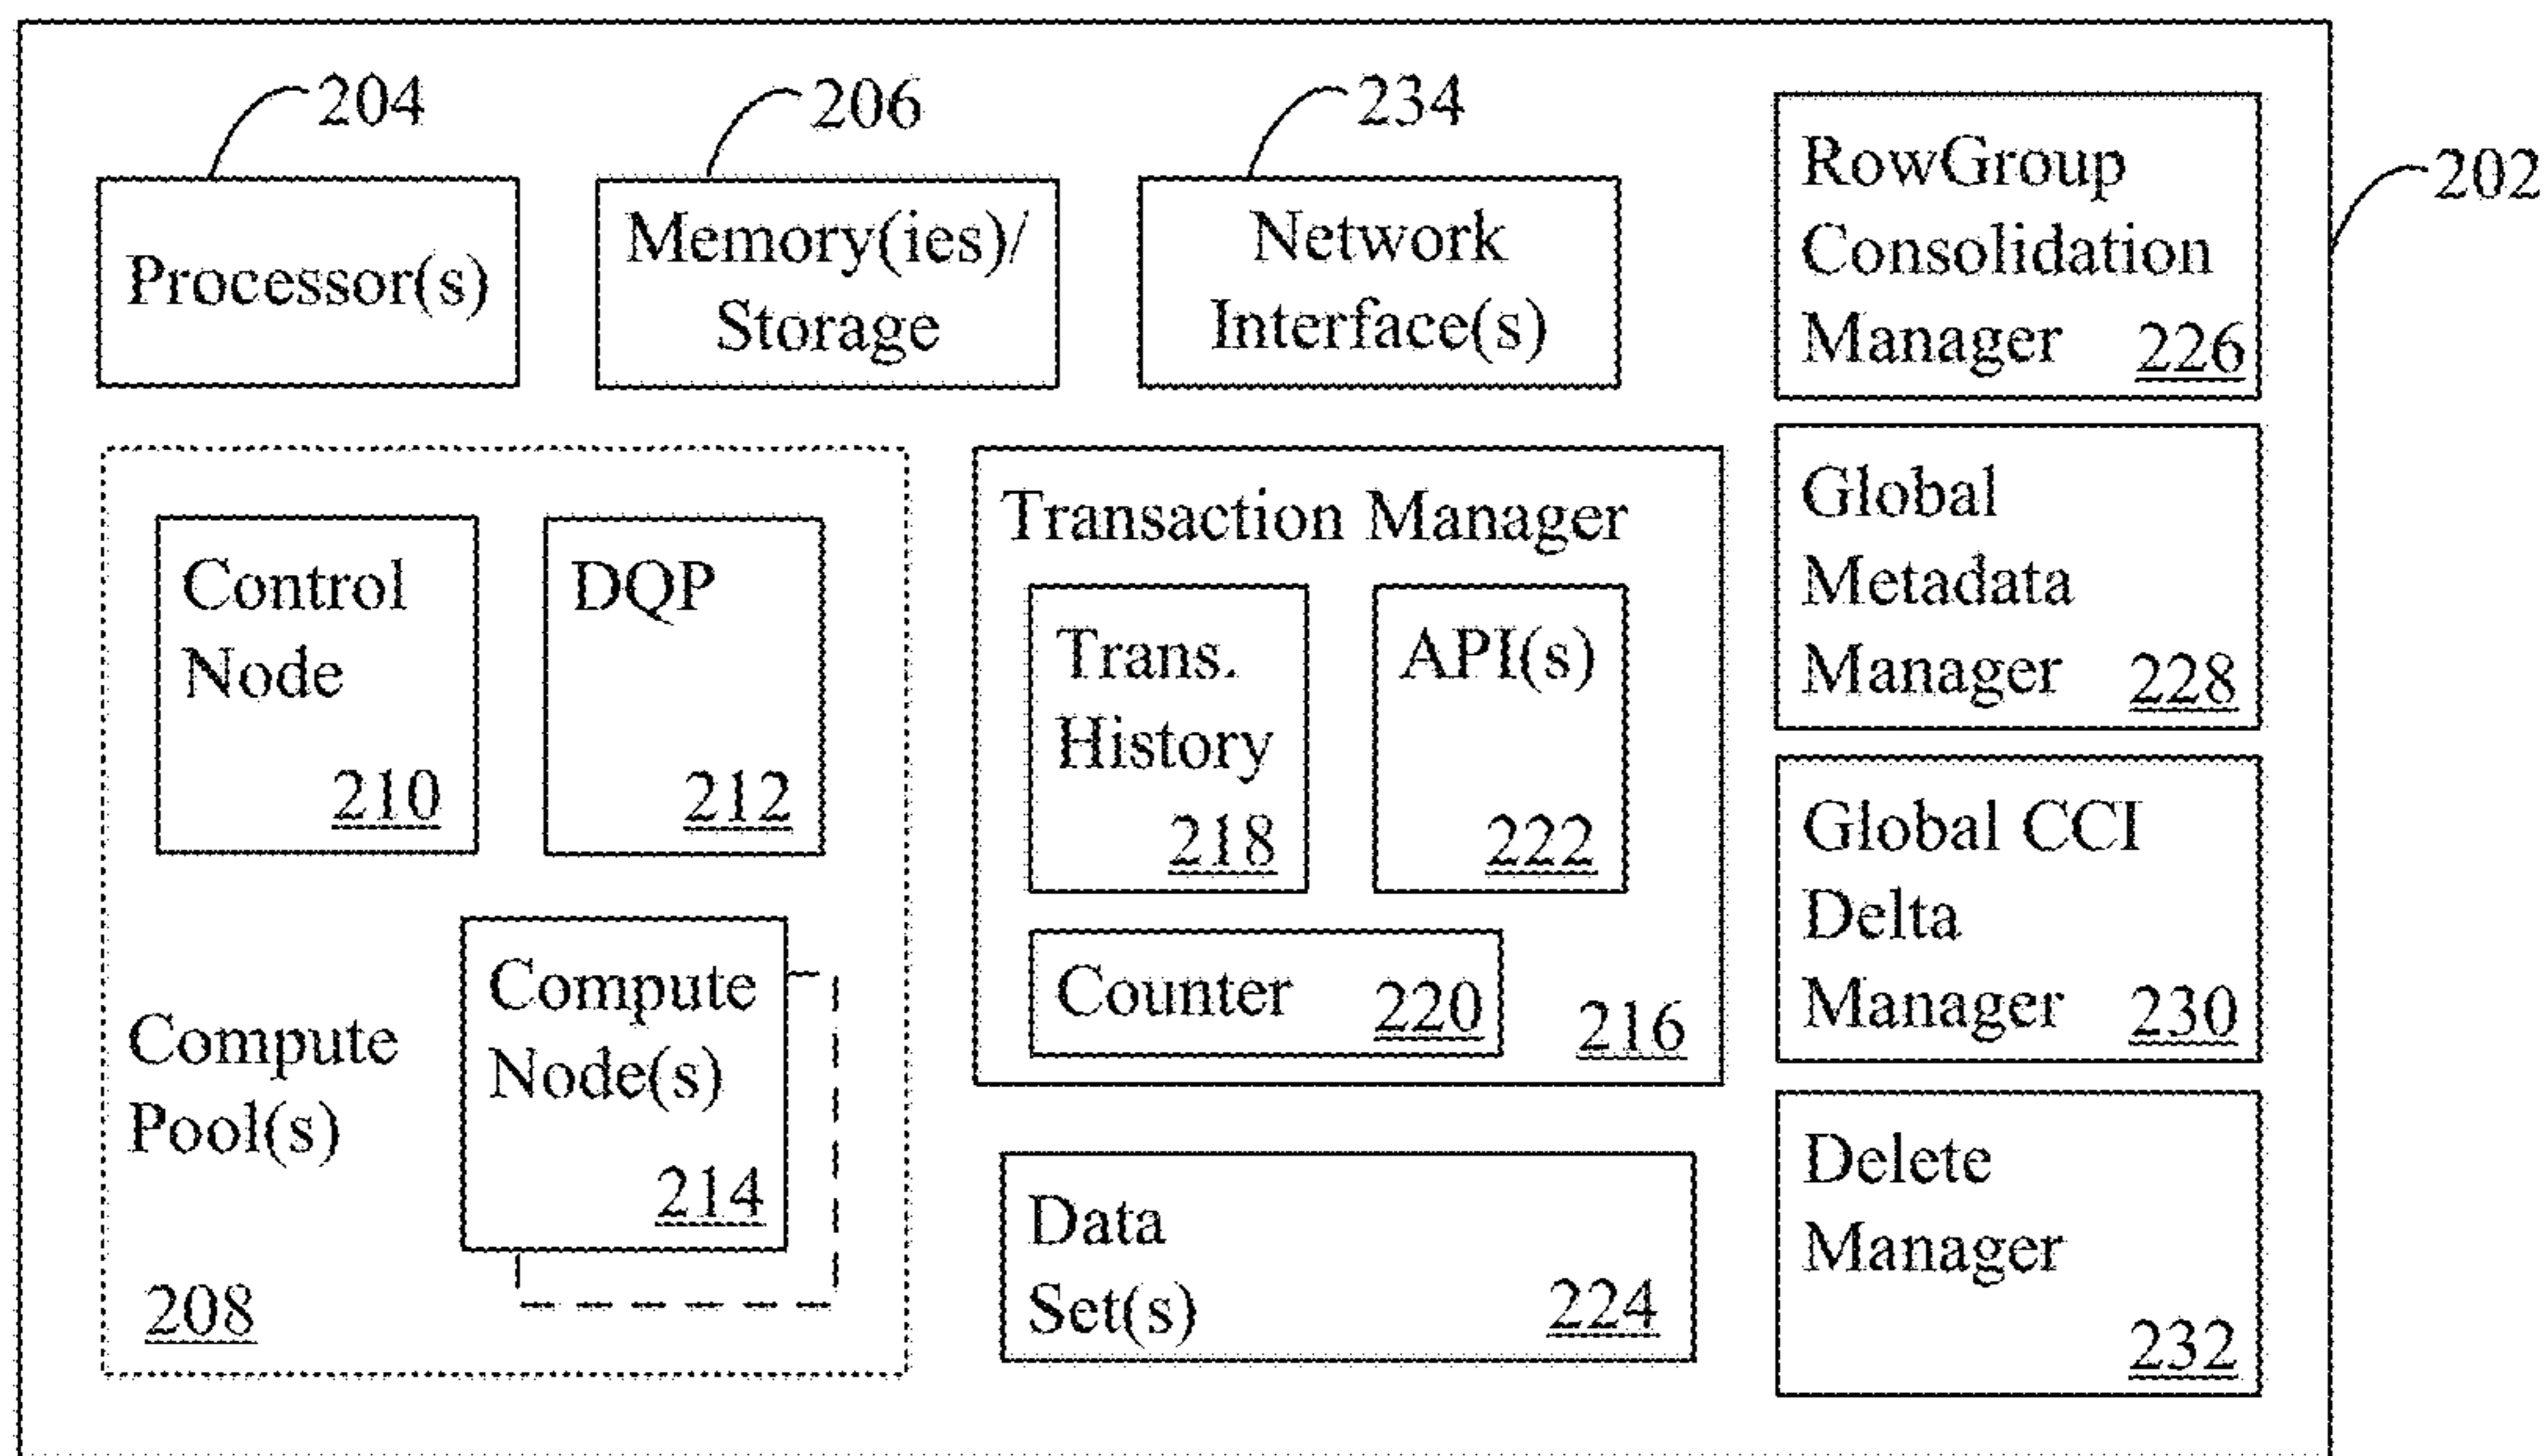 204
206
234
202
Processor(s)
Memory(ies)/
Storage
Network
Interface(s)
RowGroup
Consolidation
Manager 226
Control
Node
210
DQP
212
Compute
Node(s)
214
Compute
Pool(s)
208
Transaction Manager
Trans.
History
218
API(s)
222
Counter 220
216
Data
Set(s) 224
Global
Metadata
Manager 228
Global CCI
Delta
Manager 230
Delete
Manager
232